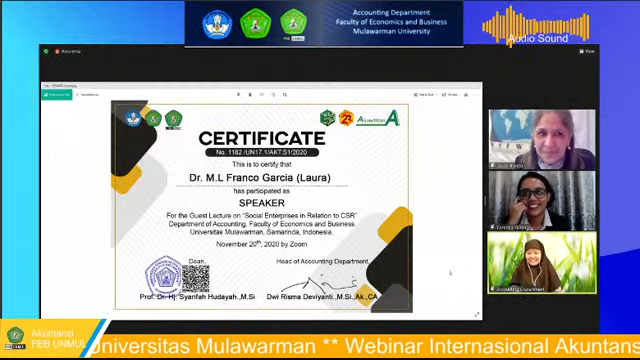 Accounting Department
Faculty of Economics and Business
Mulawarman University
Audio Sound
View
Akreditasi A
CERTIFICATE
No. 1182 /UN17.1/AKT.S1/2020
This is to certify that
Dr. M.L Franco Garcia (Laura)
has participated as
SPEAKER
For the Guest Lecture on "Social Enterprises in Relation to CSR"
Department of Accounting, Faculty of Economics and Business
Universitas Mulawarman, Samarinda, Indonesia.
November 20th, 2020 by Zoom
Dean,
Head of Accounting Department,
Prof. Dr. Hj. Syarifah Hudayah,.M.Si
Dwi Risma Deviyanti,.M.Si,.Ak,.CA
Accounting Department
Akuntansi
FEB UNMUL
Universitas Mulawarman ** Webinar Internasional Akuntans